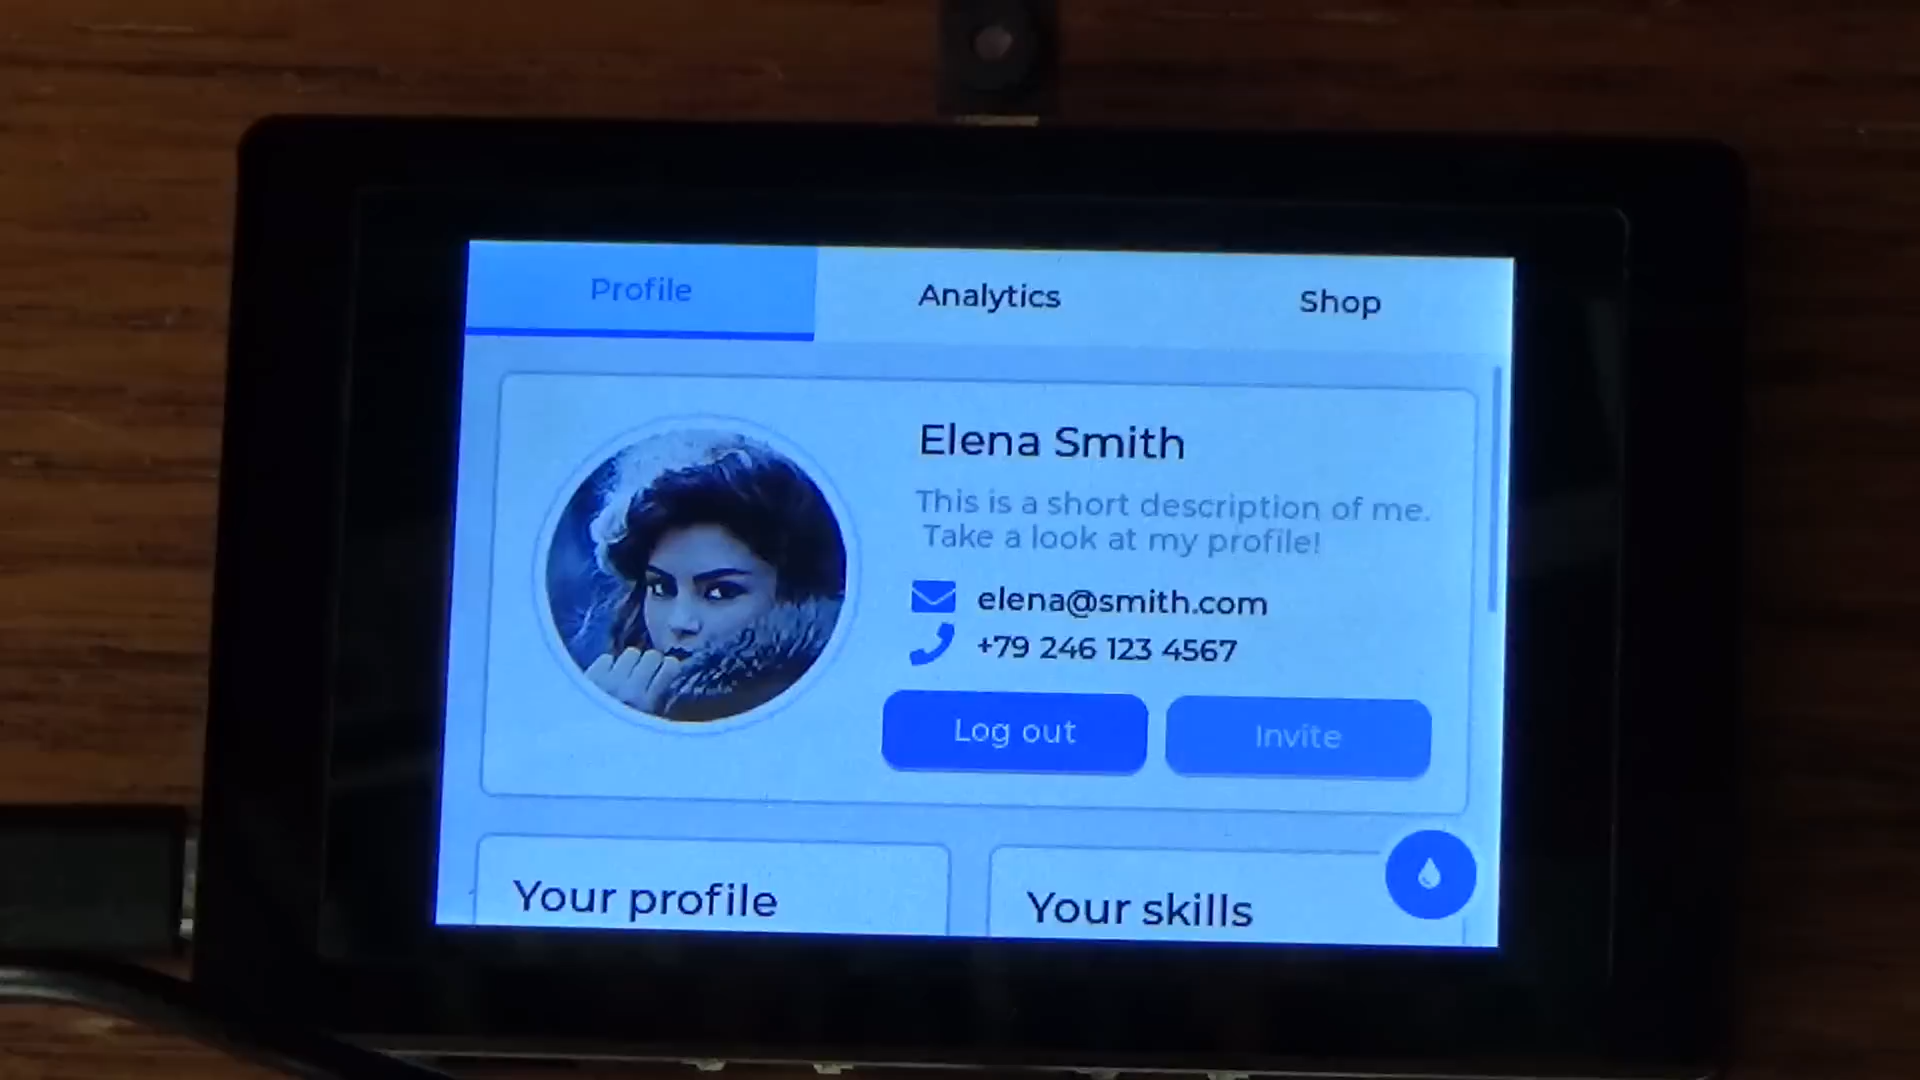 Profile
Analytics
Shop
Elena Smith
This is a short description of me.
Take a look at my profile!
elena@smith.com
+79 246 123 4567
Log out
Invite
Your profile
Your skills